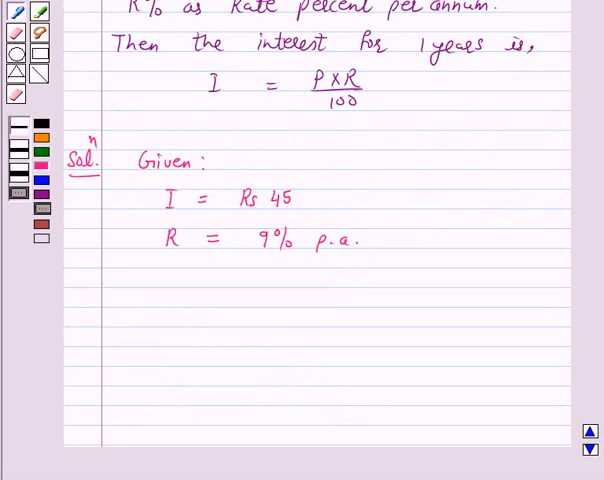 R% as Rate percent per annum.
Then the interest for 1 years is,
I = P X R / 100
Solⁿ. Given:
I = Rs 45
R = 9% p.a.